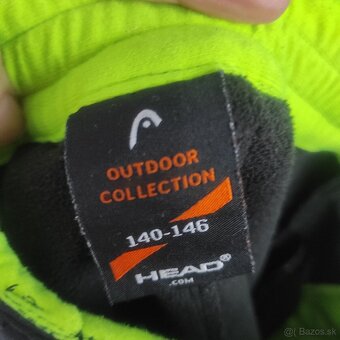 OUTDOOR
COLLECTION
140-146
HEAD
.COM
Bazos.sk